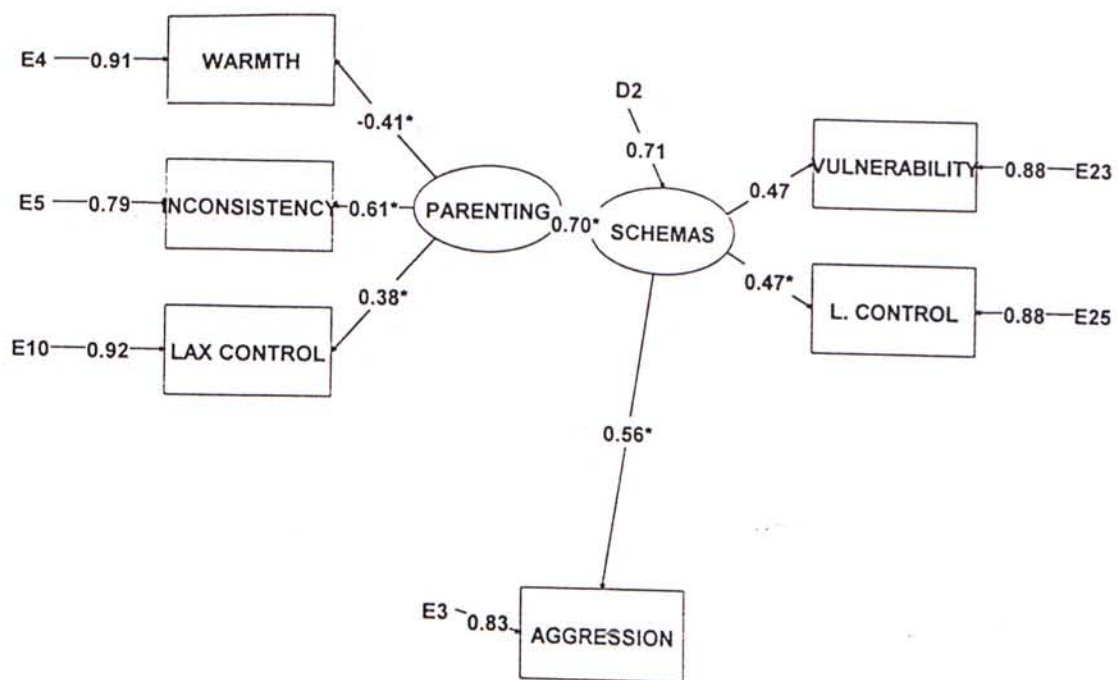 E4 0.91 WARMTH
-0.41*
D2
0.71
E5 0.79 INCONSISTENCY 0.61* PARENTING 0.70* SCHEMAS
0.47 VULNERABILITY 0.88 E23
0.47* L. CONTROL 0.88 E25
0.38*
E10 0.92 LAX CONTROL
0.56*
E3 0.83 AGGRESSION